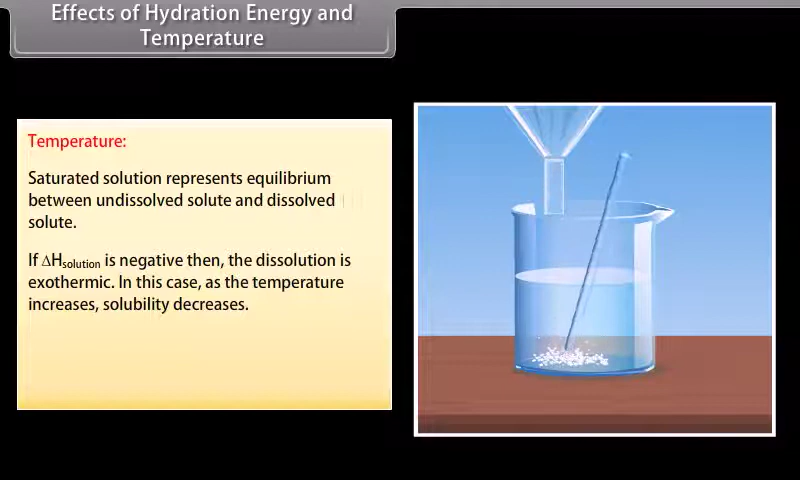 Effects of Hydration Energy and
Temperature
Temperature:
Saturated solution represents equilibrium
between undissolved solute and dissolved
solute.
If ΔHsolution is negative then, the dissolution is
exothermic. In this case, as the temperature
increases, solubility decreases.